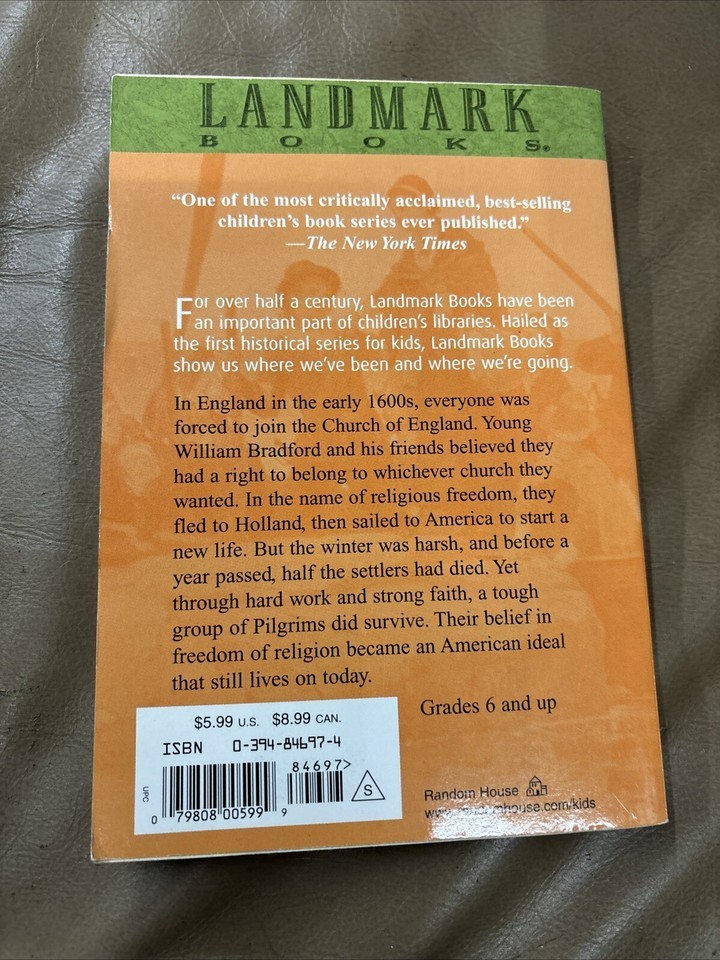 LANDMARK
BOOKS®
“One of the most critically acclaimed, best-selling
children’s book series ever published.”
—The New York Times
For over half a century, Landmark Books have been
an important part of children’s libraries. Hailed as
the first historical series for kids, Landmark Books
show us where we’ve been and where we’re going.
In England in the early 1600s, everyone was
forced to join the Church of England. Young
William Bradford and his friends believed they
had a right to belong to whichever church they
wanted. In the name of religious freedom, they
fled to Holland, then sailed to America to start a
new life. But the winter was harsh, and before a
year passed, half the settlers had died. Yet
through hard work and strong faith, a tough
group of Pilgrims did survive. Their belief in
freedom of religion became an American ideal
that still lives on today.
Grades 6 and up
$5.99 U.S. $8.99 CAN.
ISBN 0-394-84697-4
84697>
S
UPC
0 79808 00599 9
Random House
www.randomhouse.com/kids